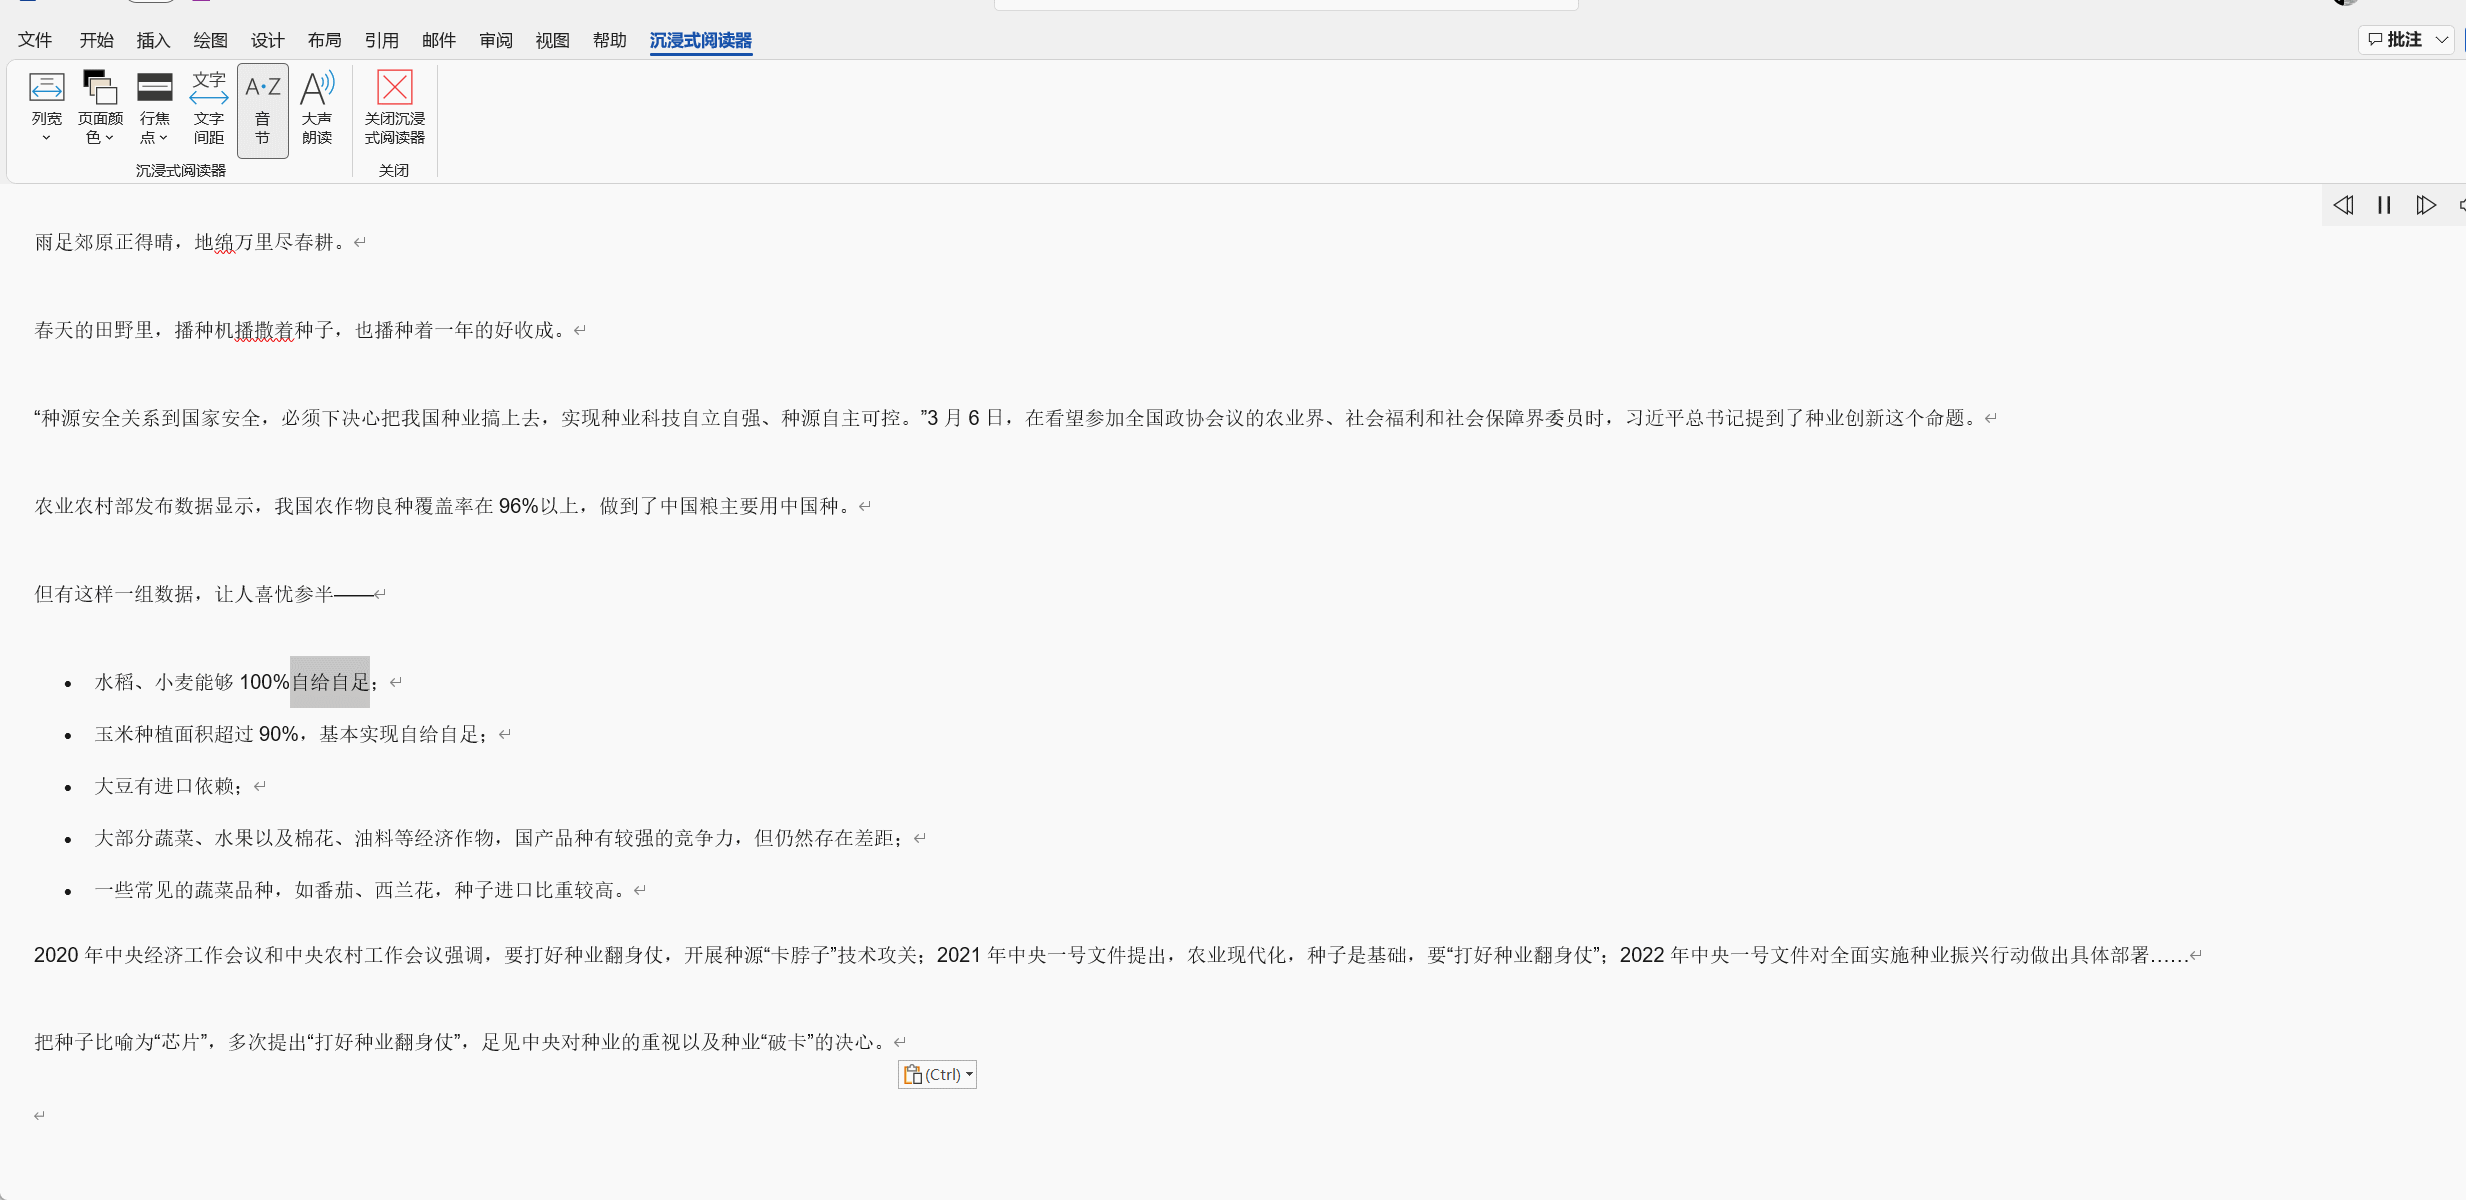 文件 开始 插入 绘图 设计 布局 引用 邮件 审阅 视图 帮助 沉浸式阅读器 批注
列宽 页面颜色 行焦点 文字 文字间距 A·Z 音节 大声朗读 关闭沉浸式阅读器
沉浸式阅读器 关闭
雨足郊原正得晴，地绵万里尽春耕。
春天的田野里，播种机播撒着种子，也播种着一年的好收成。
“种源安全关系到国家安全，必须下决心把我国种业搞上去，实现种业科技自立自强、种源自主可控。”3 月 6 日，在看望参加全国政协会议的农业界、社会福利和社会保障界委员时，习近平总书记提到了种业创新这个命题。
农业农村部发布数据显示，我国农作物良种覆盖率在 96%以上，做到了中国粮主要用中国种。
但有这样一组数据，让人喜忧参半——
• 水稻、小麦能够 100%自给自足；
• 玉米种植面积超过 90%，基本实现自给自足；
• 大豆有进口依赖；
• 大部分蔬菜、水果以及棉花、油料等经济作物，国产品种有较强的竞争力，但仍然存在差距；
• 一些常见的蔬菜品种，如番茄、西兰花，种子进口比重较高。
2020 年中央经济工作会议和中央农村工作会议强调，要打好种业翻身仗，开展种源“卡脖子”技术攻关；2021 年中央一号文件提出，农业现代化，种子是基础，要“打好种业翻身仗”；2022 年中央一号文件对全面实施种业振兴行动做出具体部署……
把种子比喻为“芯片”，多次提出“打好种业翻身仗”，足见中央对种业的重视以及种业“破卡”的决心。
(Ctrl)